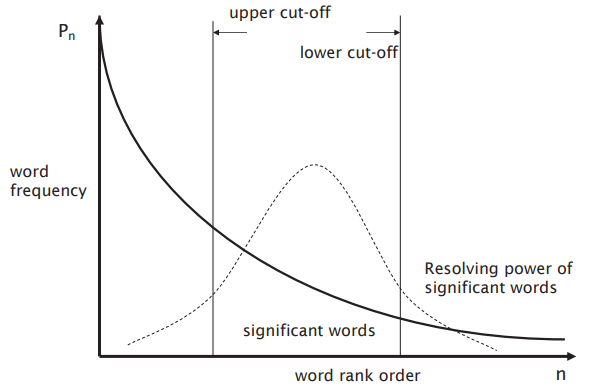 upper cut-off
Pn
lower cut-off
word
frequency
Resolving power of
significant words
significant words
word rank order
n